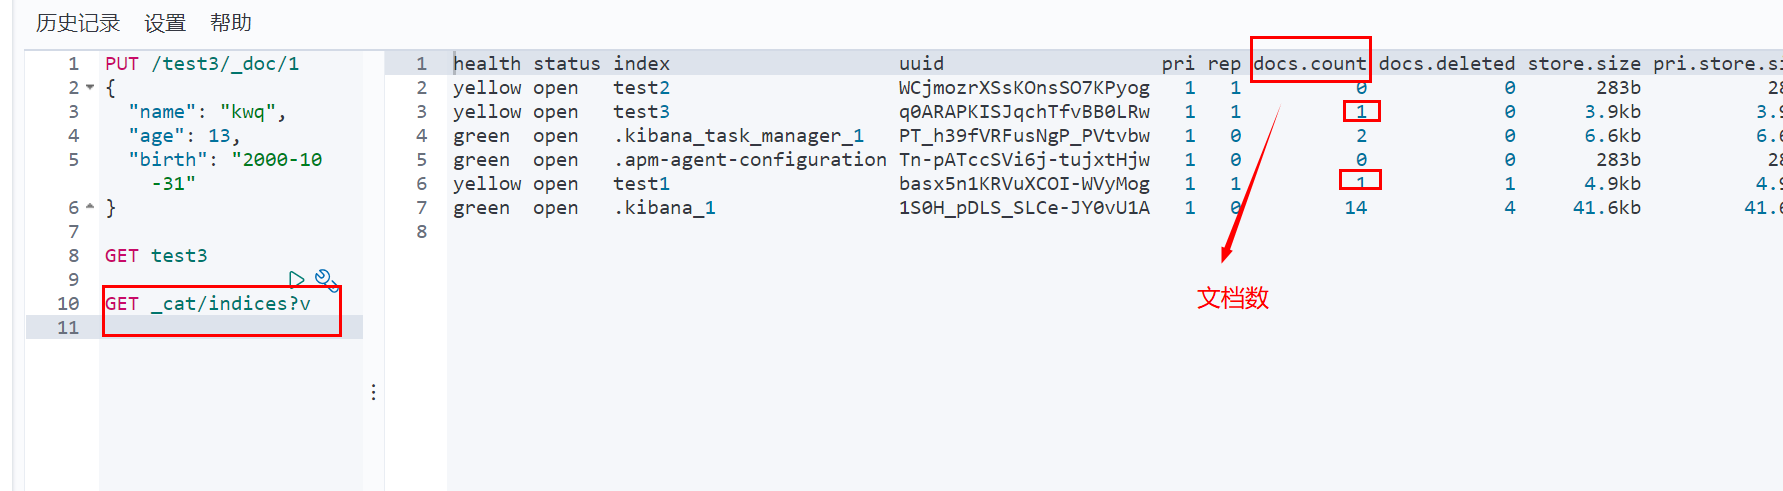 历史记录 设置 帮助
1 PUT /test3/_doc/1
2 {
3 "name": "kwq",
4 "age": 13,
5 "birth": "2000-10
-31"
6 }
7
8 GET test3
9
10 GET _cat/indices?v
11
1 health status index uuid pri rep docs.count docs.deleted store.size pri.store.si
2 yellow open test2 WCjmozrXSsKOnsSO7KPyog 1 1 0 0 283b 28
3 yellow open test3 q0ARAPKISJqchTfvBB0LRw 1 1 1 0 3.9kb 3.9
4 green open .kibana_task_manager_1 PT_h39fVRFusNgP_PVtvbw 1 0 2 0 6.6kb 6.6
5 green open .apm-agent-configuration Tn-pATccSVi6j-tujxtHjw 1 0 0 0 283b 28
6 yellow open test1 basx5n1KRVuXCOI-WVyMog 1 1 1 1 4.9kb 4.9
7 green open .kibana_1 1S0H_pDLS_SLCe-JY0vU1A 1 0 14 4 41.6kb 41.6
8
文档数